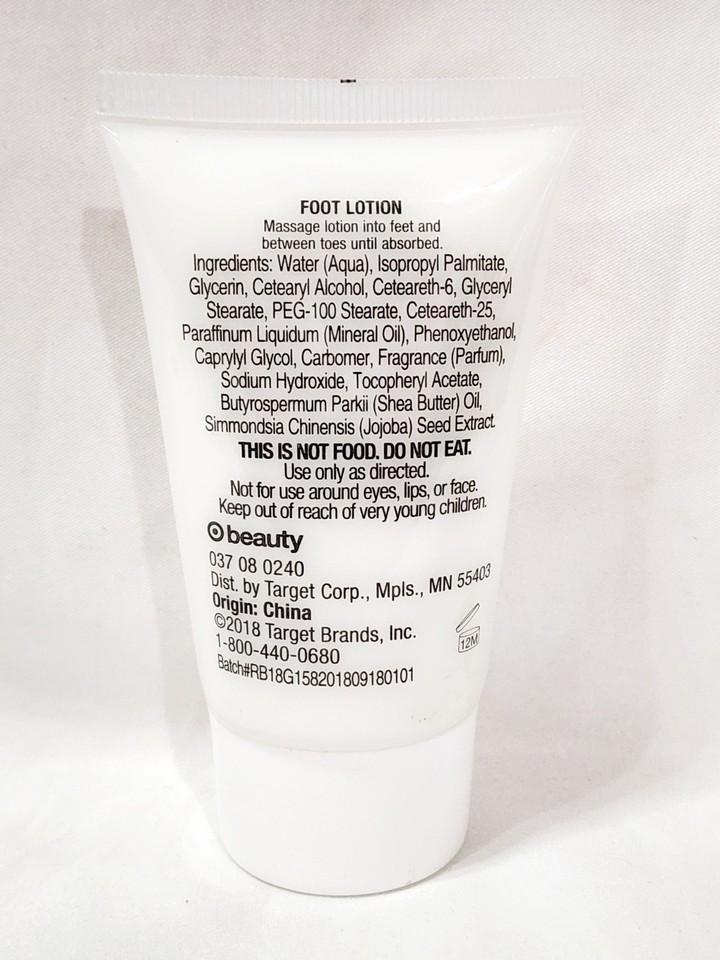 FOOT LOTION
Massage lotion into feet and
between toes until absorbed.
Ingredients: Water (Aqua), Isopropyl Palmitate,
Glycerin, Cetearyl Alcohol, Ceteareth-6, Glyceryl
Stearate, PEG-100 Stearate, Ceteareth-25,
Paraffinum Liquidum (Mineral Oil), Phenoxyethanol,
Caprylyl Glycol, Carbomer, Fragrance (Parfum),
Sodium Hydroxide, Tocopheryl Acetate,
Butyrospermum Parkii (Shea Butter) Oil,
Simmondsia Chinensis (Jojoba) Seed Extract.
THIS IS NOT FOOD. DO NOT EAT.
Use only as directed.
Not for use around eyes, lips, or face.
Keep out of reach of very young children.
beauty
037 08 0240
Dist. by Target Corp., Mpls., MN 55403
Origin: China
©2018 Target Brands, Inc.
1-800-440-0680
12M
Batch#RB18G158201809180101